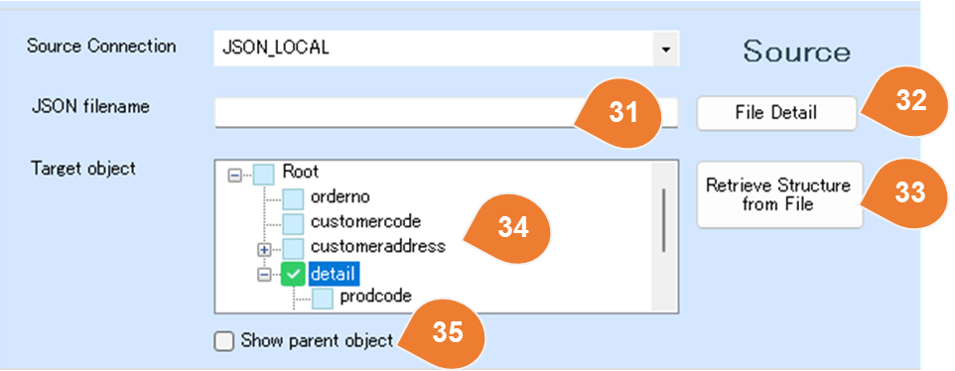 Source Connection
JSON_LOCAL
Source
JSON filename
31
File Detail
32
Target object
Root
orderno
customercode
customeraddress
detail
prodcode
34
Retrieve Structure
from File
33
Show parent object
35